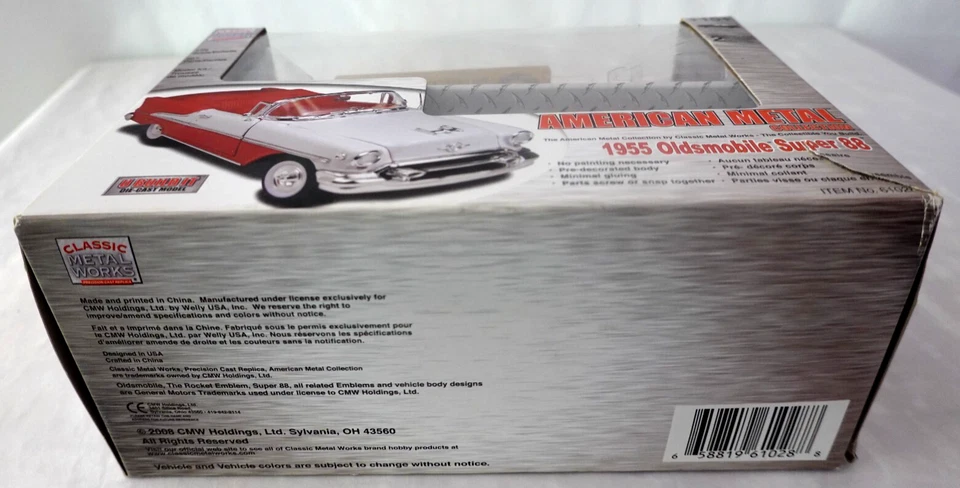 AMERICAN METAL
The American Metal Collection by Classic Metal Works - The Collectible You
1955 Oldsmobile Super 88
• No painting necessary
• Pre-decorated body
• Minimal gluing
• Parts screw or snap together
• Aucun tableau nécessaire
• Pré-décoré corps
• Minimal collant
• Parties visse ou claque
ITEM No. 6102
DIE-CAST MODEL
CLASSIC
METAL
WORKS
Made and printed in China. Manufactured under license exclusively for
CMW Holdings, Ltd. by Welly USA, Inc. We reserve the right to
improve/amend specifications and colors without notice.
Fait et a imprimé dans la Chine. Fabriqué sous le permis exclusivement pour
le CMW Holdings, Ltd. par Welly USA, Inc. Nous réservons les spécifications
d'améliorer amende de droite et les couleurs sans la notification.
Designed in USA
Crafted in China
Classic Metal Works, Precision Cast Replica, American Metal Collection
are trademarks owned by CMW Holdings, Ltd.
Oldsmobile, The Rocket Emblem, Super 88, all related Emblems and vehicle body designs
are General Motors Trademarks used under license to CMW Holdings, Ltd.
CE CMW Holdings, Ltd.
© 2008 CMW Holdings, Ltd. Sylvania, OH 43560
All Rights Reserved
Visit our official web site to see all of Classic Metal Works brand hobby products at
www.classicmetalworks.com
Vehicle and Vehicle colors are subject to change without notice.
6 58819 61028 8